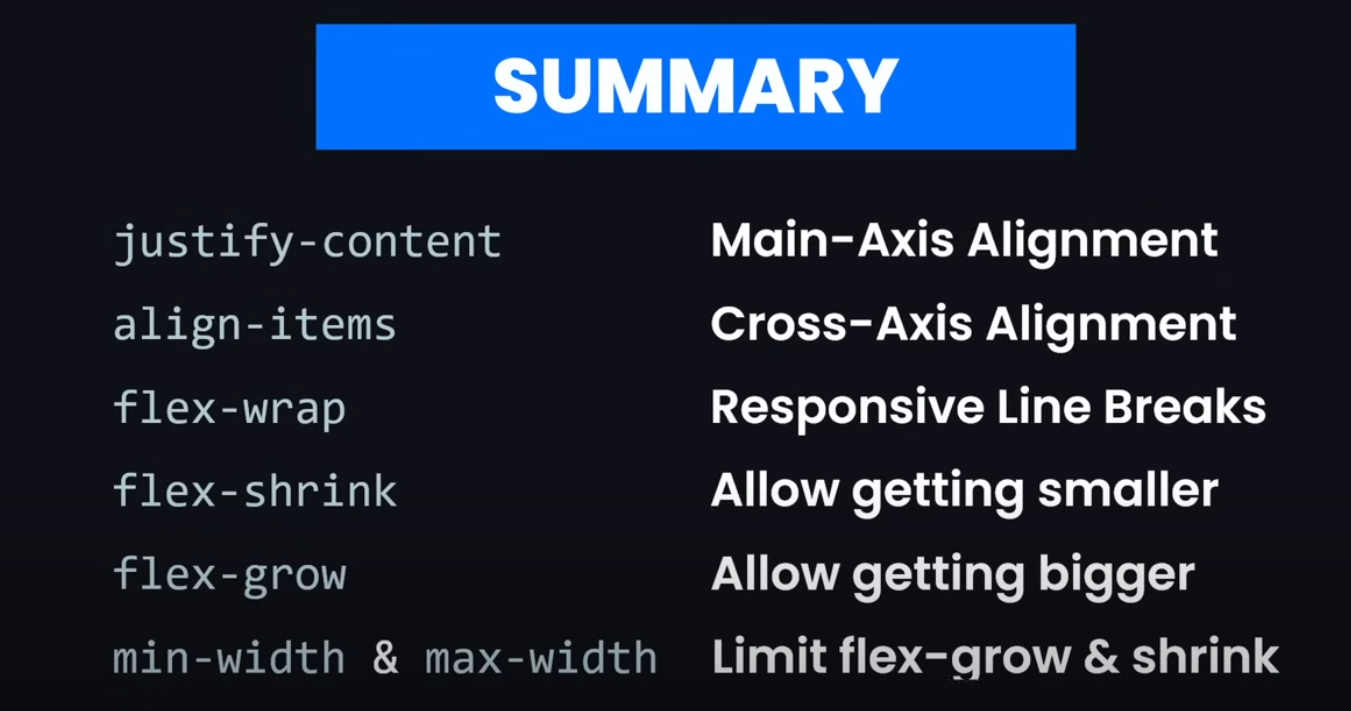 SUMMARY
justify-content Main-Axis Alignment
align-items Cross-Axis Alignment
flex-wrap Responsive Line Breaks
flex-shrink Allow getting smaller
flex-grow Allow getting bigger
min-width & max-width Limit flex-grow & shrink